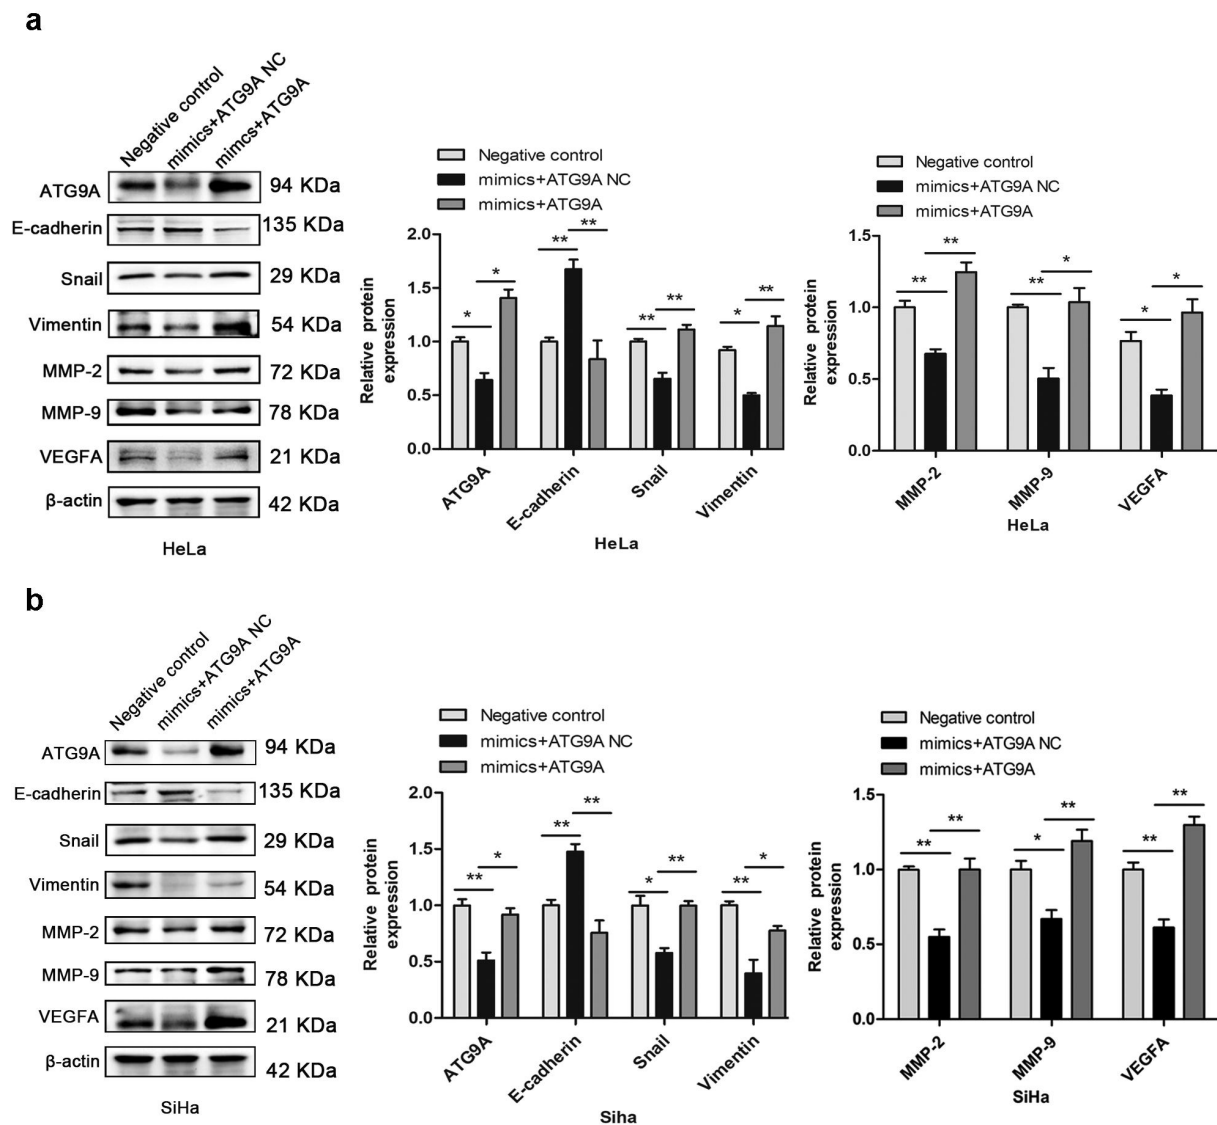 a
Negative control
mimics+ATG9A NC
mimcs+ATG9A
ATG9A 94 KDa
E-cadherin 135 KDa
Snail 29 KDa
Vimentin 54 KDa
MMP-2 72 KDa
MMP-9 78 KDa
VEGFA 21 KDa
β-actin 42 KDa
HeLa
Negative control
mimics+ATG9A NC
mimics+ATG9A
Relative protein
expression
2.0
1.5
1.0
0.5
0.0
* * ** ** ** ** * **
ATG9A
E-cadherin
Snail
Vimentin
HeLa
Negative control
mimics+ATG9A NC
mimics+ATG9A
Relative protein
expression
1.5
1.0
0.5
0.0
** ** ** * * *
MMP-2
MMP-9
VEGFA
HeLa
b
Negative control
mimics+ATG9A NC
mimics+ATG9A
ATG9A 94 KDa
E-cadherin 135 KDa
Snail 29 KDa
Vimentin 54 KDa
MMP-2 72 KDa
MMP-9 78 KDa
VEGFA 21 KDa
β-actin 42 KDa
SiHa
Negative control
mimics+ATG9A NC
mimics+ATG9A
Relative protein
expression
2.0
1.5
1.0
0.5
0.0
** * ** ** * ** ** *
ATG9A
E-cadherin
Snail
Vimentin
Siha
Negative control
mimics+ATG9A NC
mimics+ATG9A
Relative protein
expression
1.5
1.0
0.5
0.0
** ** * ** ** **
MMP-2
MMP-9
VEGFA
SiHa